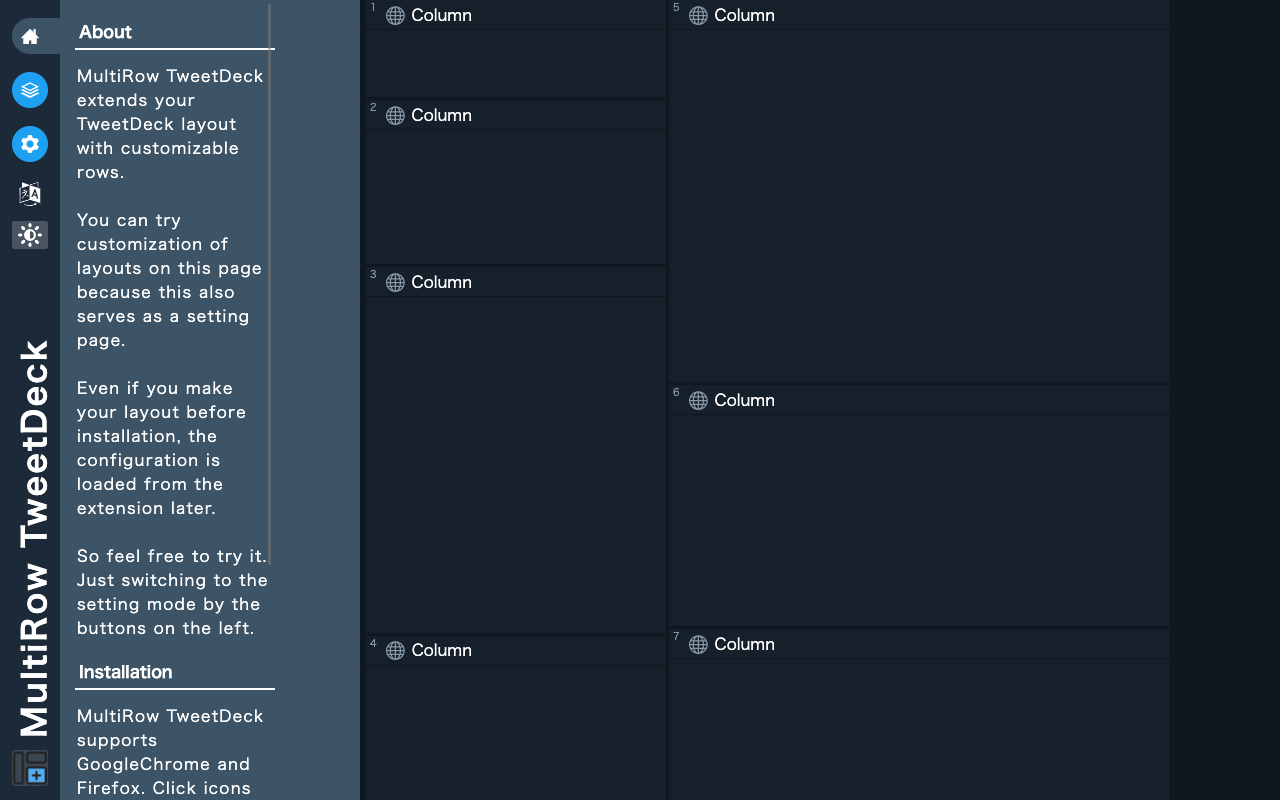 MultiRow TweetDeck
About
MultiRow TweetDeck
extends your
TweetDeck layout
with customizable
rows.
You can try
customization of
layouts on this page
because this also
serves as a setting
page.
Even if you make
your layout before
installation, the
configuration is
loaded from the
extension later.
So feel free to try it.
Just switching to the
setting mode by the
buttons on the left.
Installation
MultiRow TweetDeck
supports
GoogleChrome and
Firefox. Click icons
1 Column
2 Column
3 Column
4 Column
5 Column
6 Column
7 Column